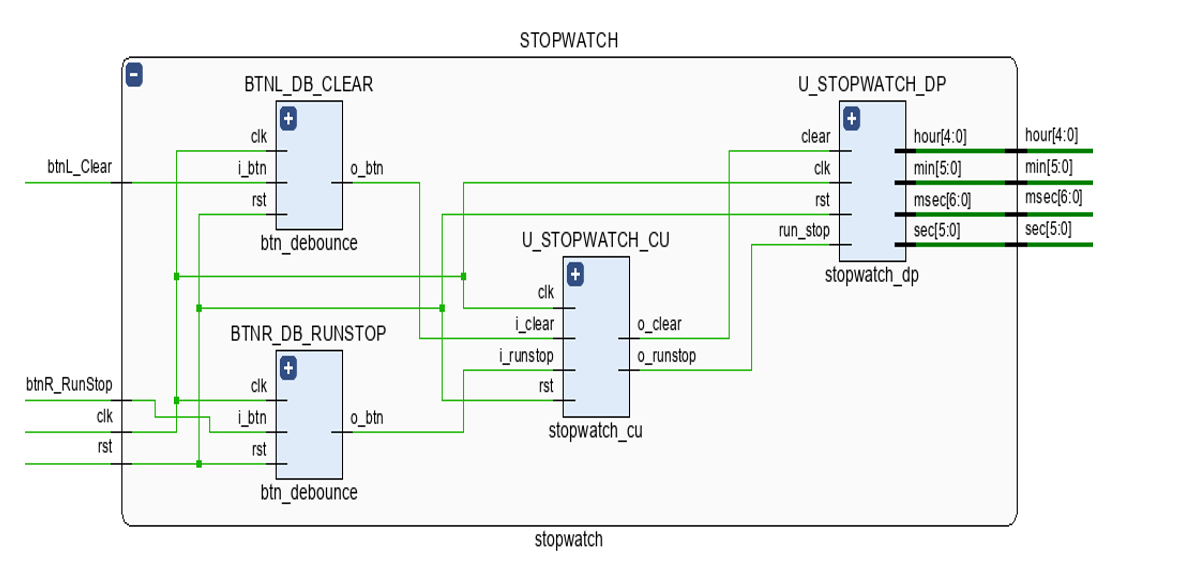 STOPWATCH
BTNL_DB_CLEAR
clk
i_btn
rst
o_btn
btn_debounce
btnL_Clear
U_STOPWATCH_DP
clear
clk
rst
run_stop
hour[4:0]
min[5:0]
msec[6:0]
sec[5:0]
stopwatch_dp
hour[4:0]
min[5:0]
msec[6:0]
sec[5:0]
U_STOPWATCH_CU
clk
i_clear
i_runstop
rst
o_clear
o_runstop
stopwatch_cu
BTNR_DB_RUNSTOP
clk
i_btn
rst
o_btn
btn_debounce
btnR_RunStop
clk
rst
stopwatch